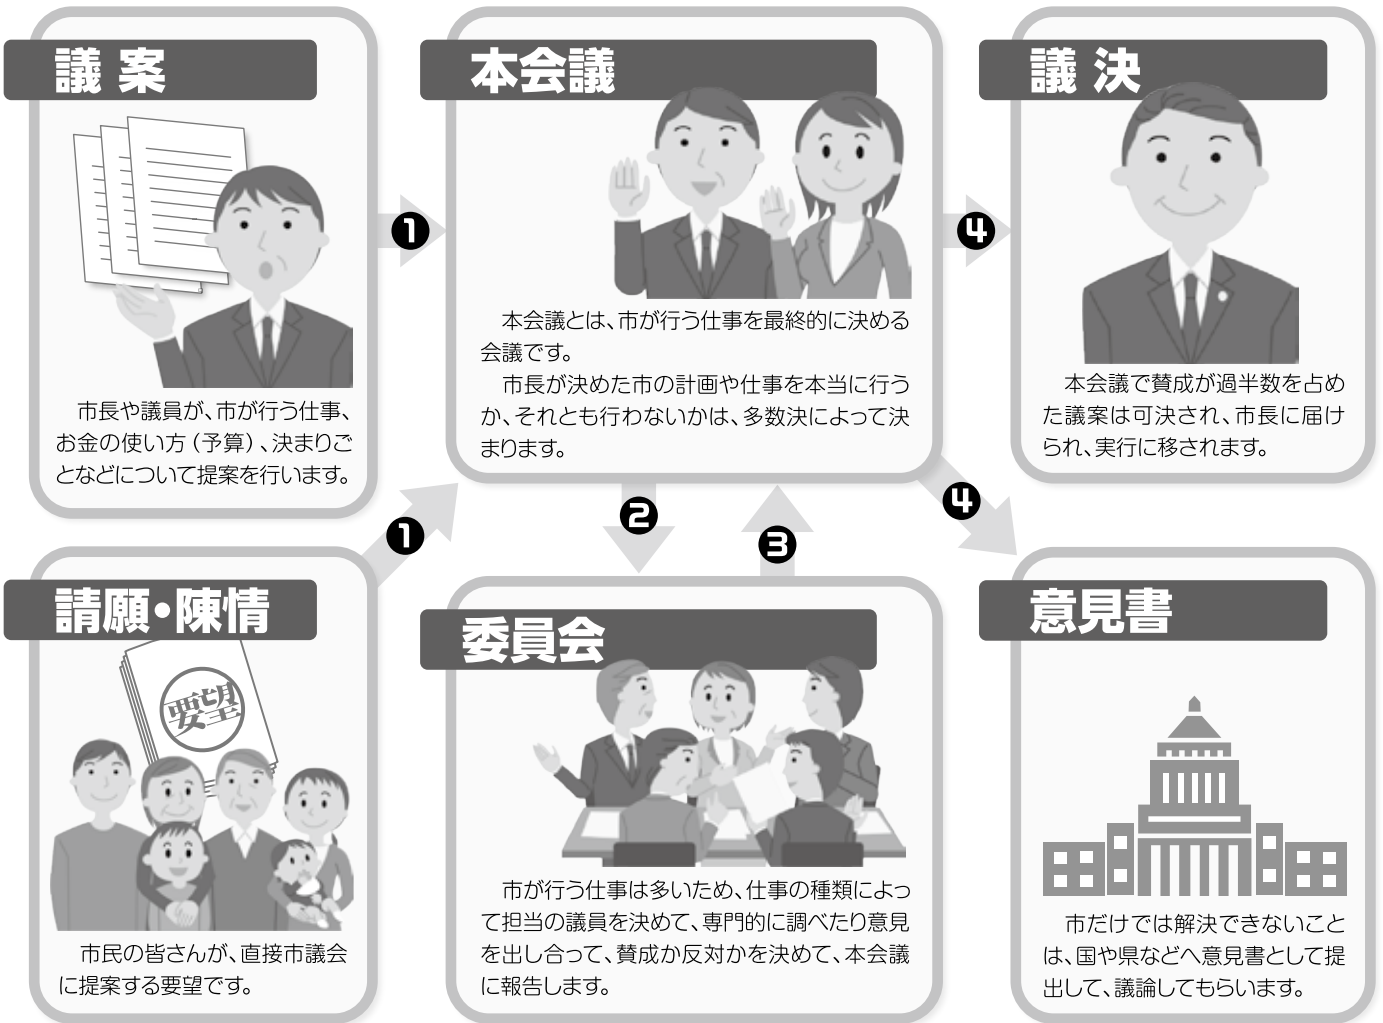 議 案
市長や議員が、市が行う仕事、
お金の使い方（予算）、決まりご
となどについて提案を行います。
1
本会議
本会議とは、市が行う仕事を最終的に決める
会議です。
市長が決めた市の計画や仕事を本当に行う
か、それとも行わないかは、多数決によって決
まります。
4
議 決
本会議で賛成が過半数を占め
た議案は可決され、市長に届け
られ、実行に移されます。
1
2
3
4
請願・陳情
要望
市民の皆さんが、直接市議会
に提案する要望です。
委員会
市が行う仕事は多いため、仕事の種類によっ
て担当の議員を決めて、専門的に調べたり意見
を出し合って、賛成か反対かを決めて、本会議
に報告します。
意見書
市だけでは解決できないこと
は、国や県などへ意見書として提
出して、議論してもらいます。